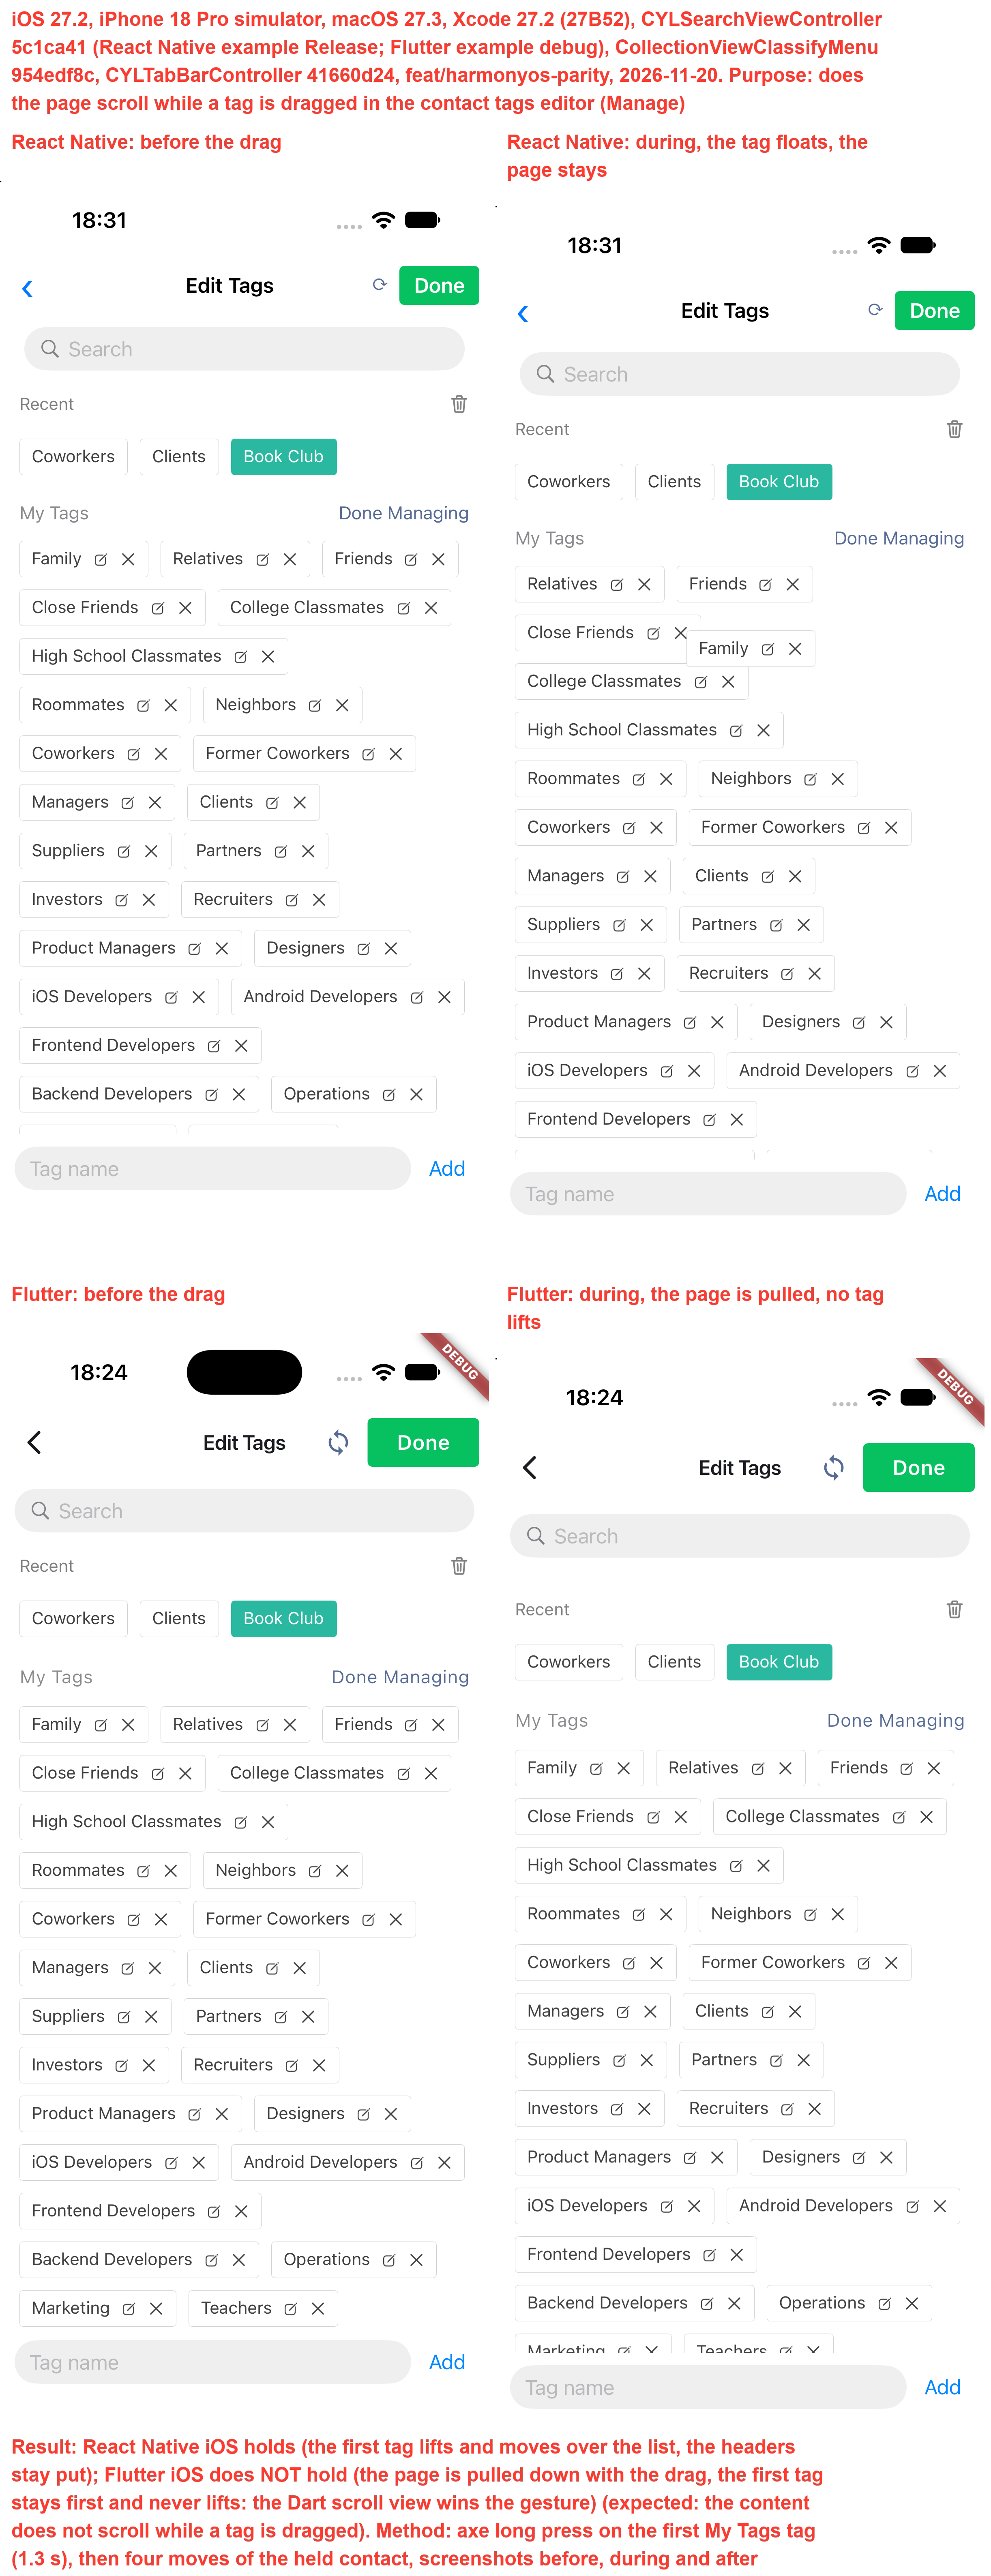 iOS 27.2, iPhone 18 Pro simulator, macOS 27.3, Xcode 27.2 (27B52), CYLSearchViewController
5c1ca41 (React Native example Release; Flutter example debug), CollectionViewClassifyMenu
954edf8c, CYLTabBarController 41660d24, feat/harmonyos-parity, 2026-11-20. Purpose: does
the page scroll while a tag is dragged in the contact tags editor (Manage)
React Native: before the drag
18:31
Edit Tags
Done
Search
Recent
Coworkers Clients Book Club
My Tags Done Managing
Family Relatives Friends
Close Friends College Classmates
High School Classmates
Roommates Neighbors
Coworkers Former Coworkers
Managers Clients
Suppliers Partners
Investors Recruiters
Product Managers Designers
iOS Developers Android Developers
Frontend Developers
Backend Developers Operations
Tag name Add
React Native: during, the tag floats, the
page stays
18:31
Edit Tags
Done
Search
Recent
Coworkers Clients Book Club
My Tags Done Managing
Relatives Friends
Close Friends
Family
College Classmates
High School Classmates
Roommates Neighbors
Coworkers Former Coworkers
Managers Clients
Suppliers Partners
Investors Recruiters
Product Managers Designers
iOS Developers Android Developers
Frontend Developers
Tag name Add
Flutter: before the drag
DEBUG
18:24
Edit Tags
Done
Search
Recent
Coworkers Clients Book Club
My Tags Done Managing
Family Relatives Friends
Close Friends College Classmates
High School Classmates
Roommates Neighbors
Coworkers Former Coworkers
Managers Clients
Suppliers Partners
Investors Recruiters
Product Managers Designers
iOS Developers Android Developers
Frontend Developers
Backend Developers Operations
Marketing Teachers
Tag name Add
Flutter: during, the page is pulled, no tag
lifts
DEBUG
18:24
Edit Tags
Done
Search
Recent
Coworkers Clients Book Club
My Tags Done Managing
Family Relatives Friends
Close Friends College Classmates
High School Classmates
Roommates Neighbors
Coworkers Former Coworkers
Managers Clients
Suppliers Partners
Investors Recruiters
Product Managers Designers
iOS Developers Android Developers
Frontend Developers
Backend Developers Operations
Marketing Teachers
Tag name Add
Result: React Native iOS holds (the first tag lifts and moves over the list, the headers
stay put); Flutter iOS does NOT hold (the page is pulled down with the drag, the first tag
stays first and never lifts: the Dart scroll view wins the gesture) (expected: the content
does not scroll while a tag is dragged). Method: axe long press on the first My Tags tag
(1.3 s), then four moves of the held contact, screenshots before, during and after